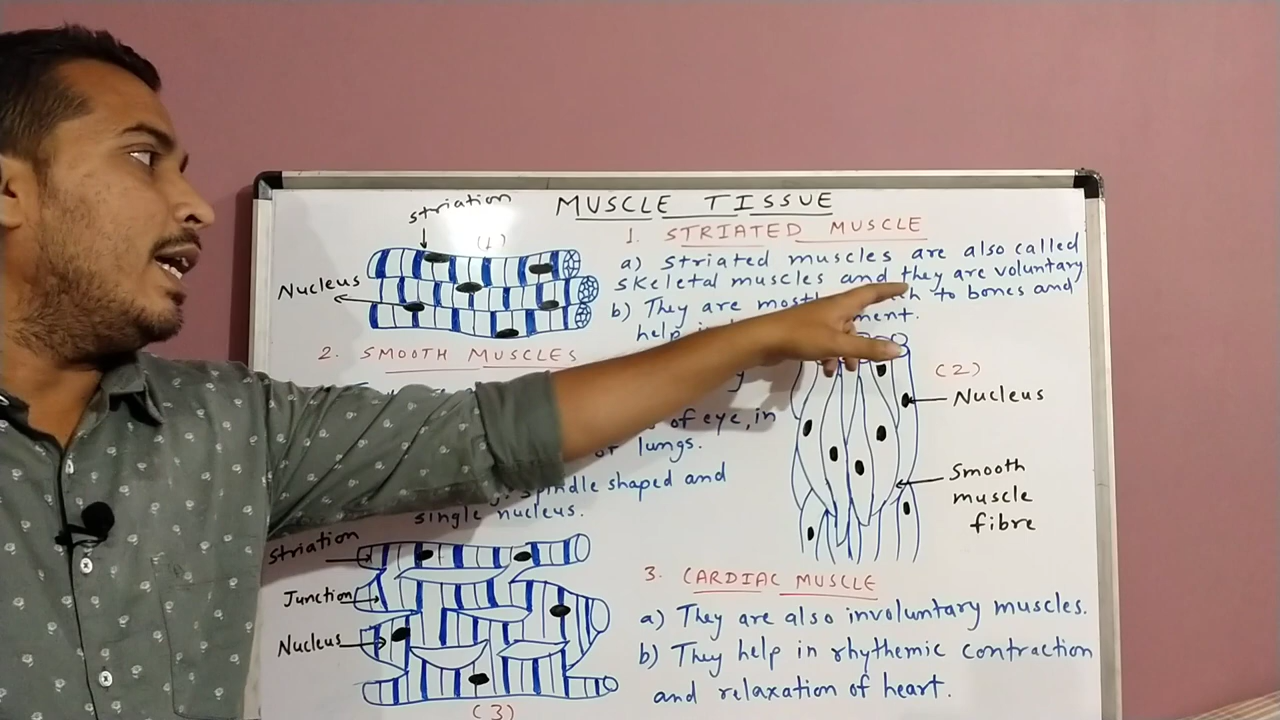 MUSCLE TISSUE
striation
(1)
Nucleus
1. STRIATED MUSCLE
a) Striated muscles are also called
skeletal muscles and they are voluntary
b) They are to bones and
help in
2. SMOOTH MUSCLES
of eye, in
lungs.
spindle shaped and
single nucleus.
(2)
Nucleus
Smooth
muscle
fibre
Striation
Junction
Nucleus
(3)
3. CARDIAC MUSCLE
a) They are also involuntary muscles.
b) They help in rhythemic contraction
and relaxation of heart.